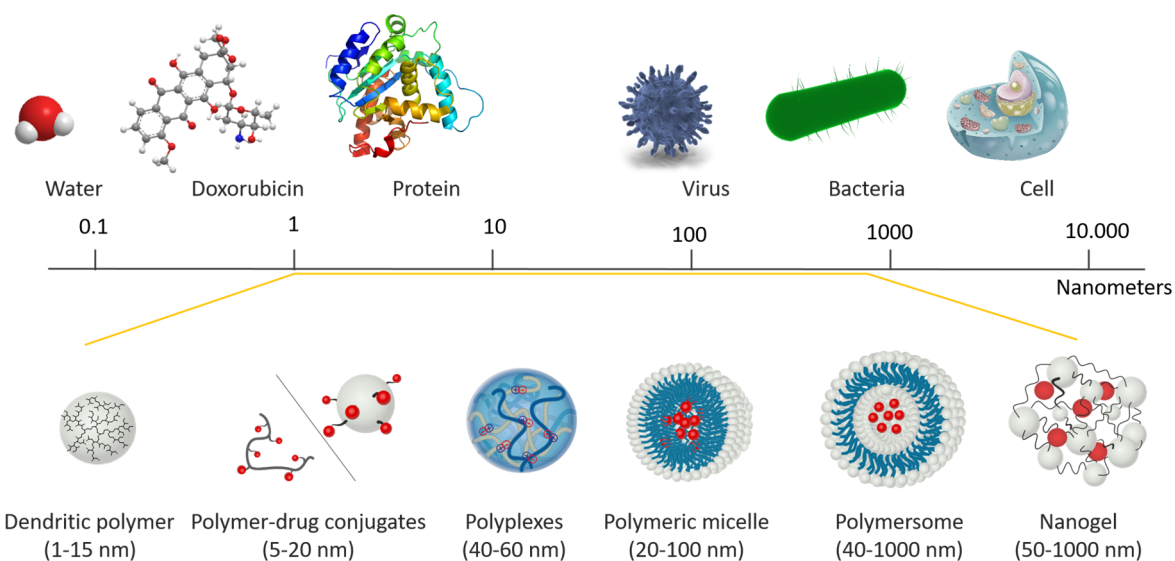 Water
Doxorubicin
Protein
Virus
Bacteria
Cell
0.1
1
10
100
1000
10.000
Nanometers
Dendritic polymer
(1-15 nm)
Polymer-drug conjugates
(5-20 nm)
Polyplexes
(40-60 nm)
Polymeric micelle
(20-100 nm)
Polymersome
(40-1000 nm)
Nanogel
(50-1000 nm)